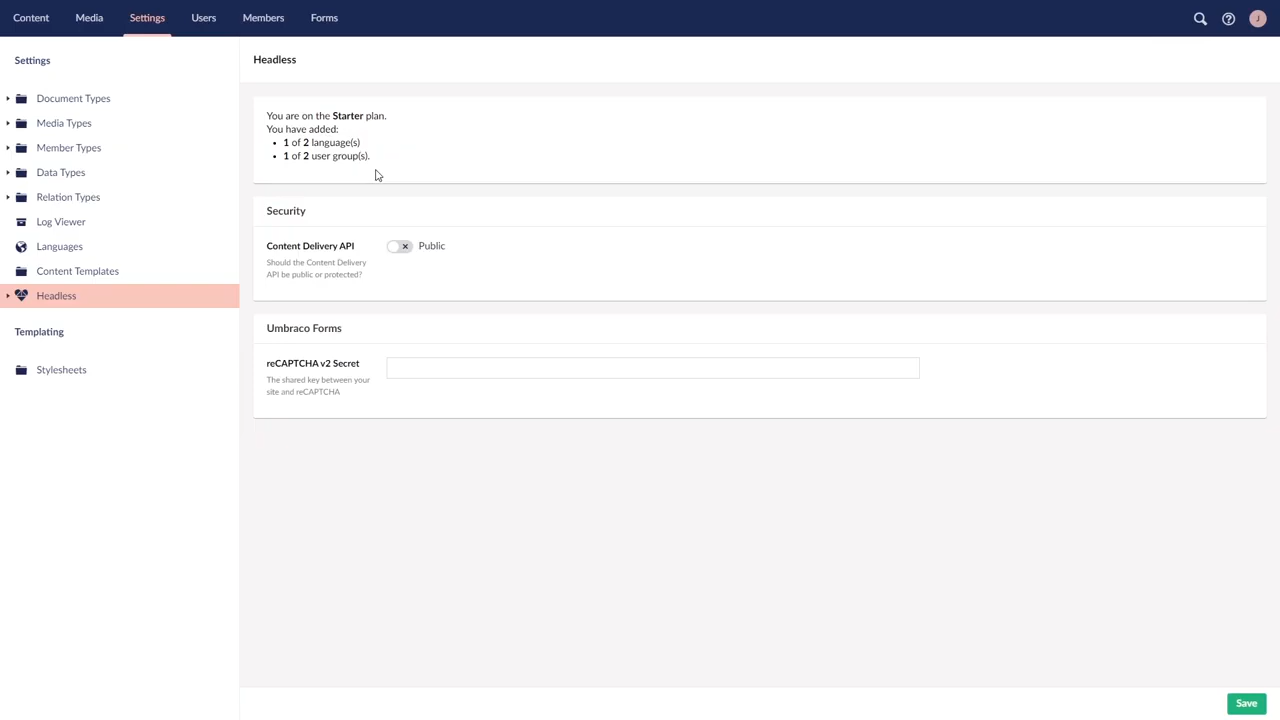 Content Media Settings Users Members Forms J
Settings
Document Types
Media Types
Member Types
Data Types
Relation Types
Log Viewer
Languages
Content Templates
Headless
Templating
Stylesheets
Headless
You are on the Starter plan.
You have added:
• 1 of 2 language(s)
• 1 of 2 user group(s).
Security
Content Delivery API
Public
Should the Content Delivery
API be public or protected?
Umbraco Forms
reCAPTCHA v2 Secret
The shared key between your
site and reCAPTCHA
Save